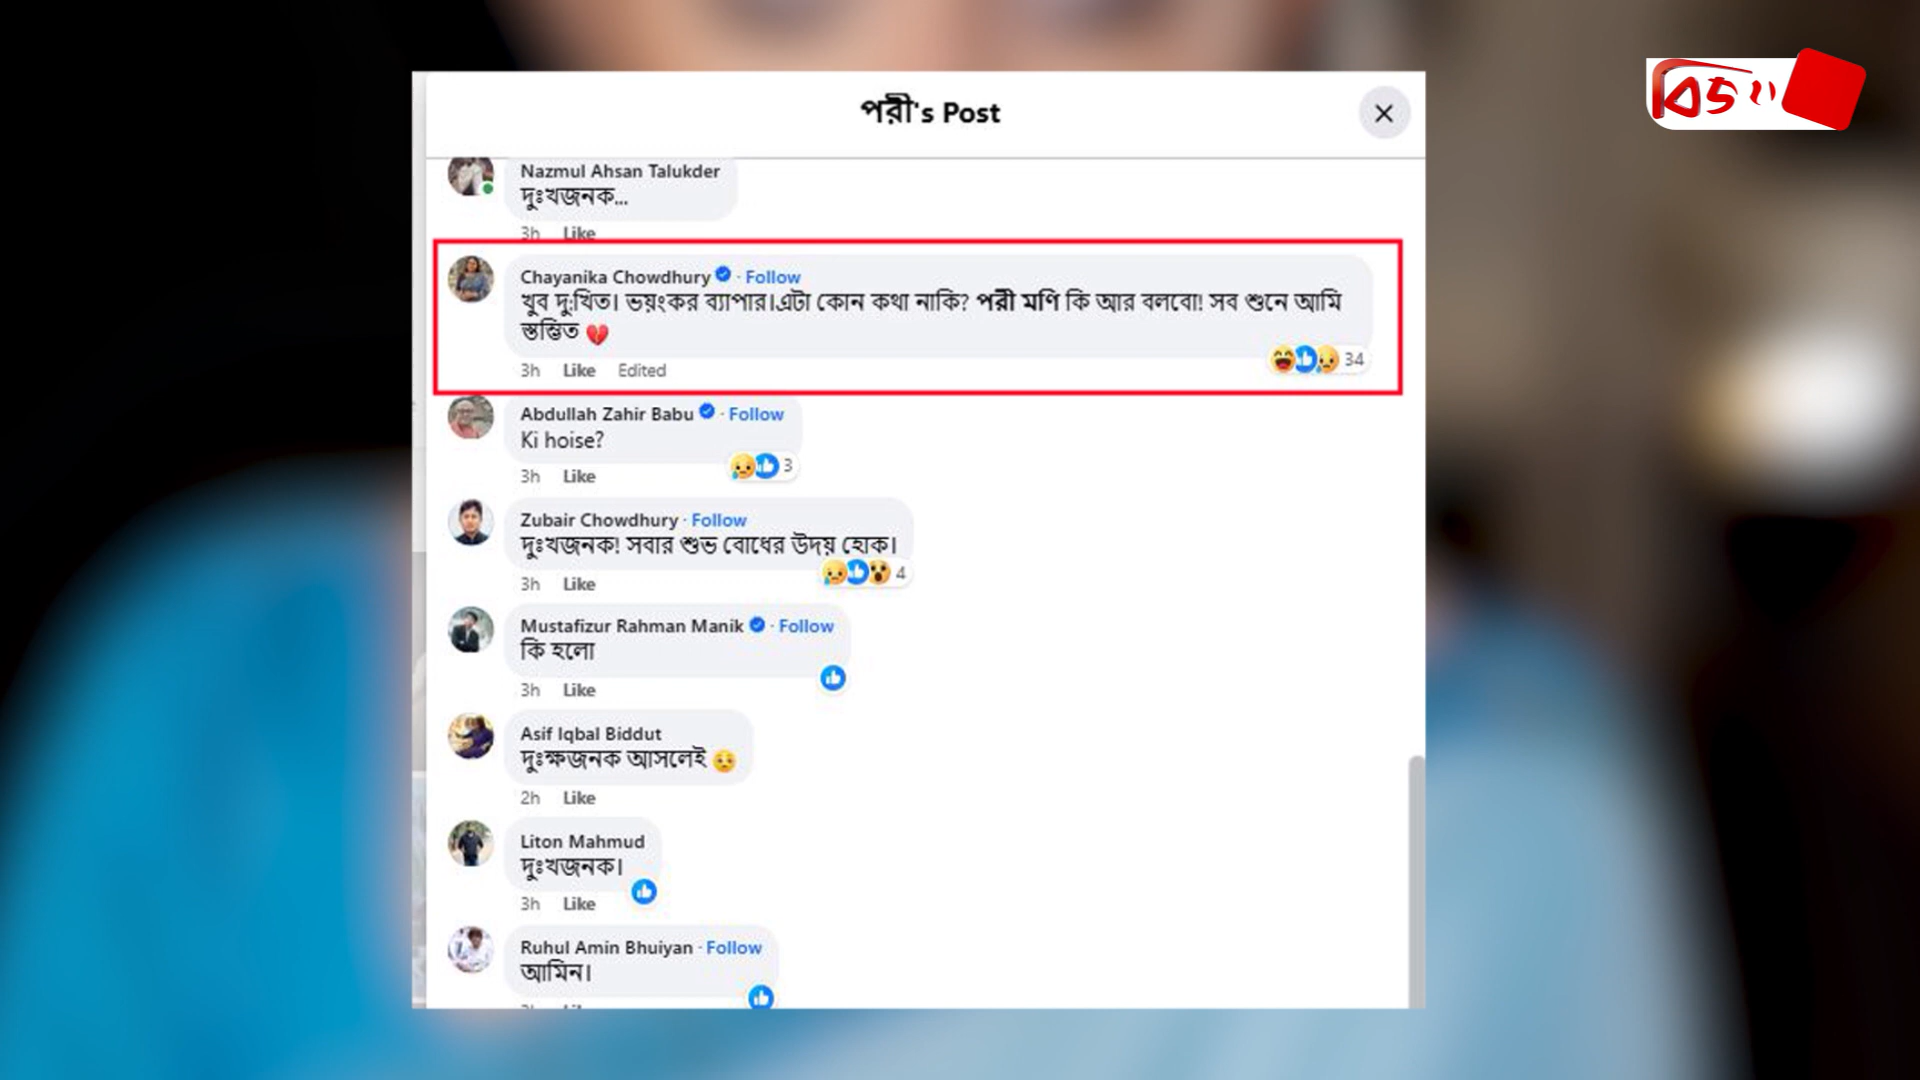 পরী's Post
Nazmul Ahsan Talukder
দুঃখজনক...
3h Like
Chayanika Chowdhury · Follow
খুব দু:খিত। ভয়ংকর ব্যাপার।এটা কোন কথা নাকি? পরী মণি কি আর বলবো! সব শুনে আমি
স্তম্ভিত 💔
34
3h Like Edited
Abdullah Zahir Babu · Follow
Ki hoise?
3
3h Like
Zubair Chowdhury · Follow
দুঃখজনক! সবার শুভ বোধের উদয় হোক।
4
3h Like
Mustafizur Rahman Manik · Follow
কি হলো
3h Like
Asif Iqbal Biddut
দুঃক্ষজনক আসলেই 🥺
2h Like
Liton Mahmud
দুঃখজনক।
3h Like
Ruhul Amin Bhuiyan · Follow
আমিন।